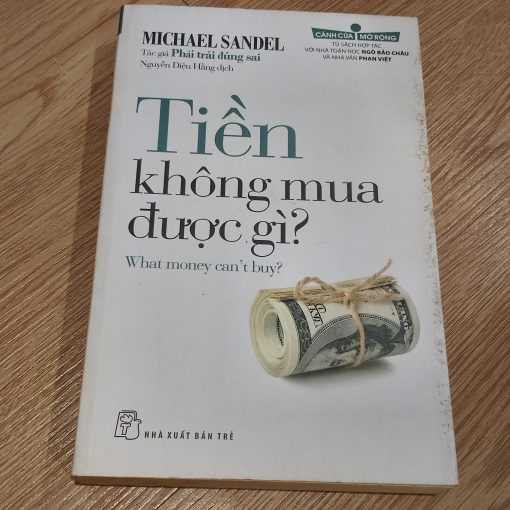 MICHAEL SANDEL
Tác giả Phải trái đúng sai
Nguyễn Diệu Hằng dịch
CÁNH CỬA MỞ RỘNG
TỦ SÁCH HỢP TÁC
VỚI NHÀ TOÁN HỌC NGÔ BẢO CHÂU
VÀ NHÀ VĂN PHAN VIỆT
Tiền
không mua
được gì?
What money can't buy?
NHÀ XUẤT BẢN TRẺ